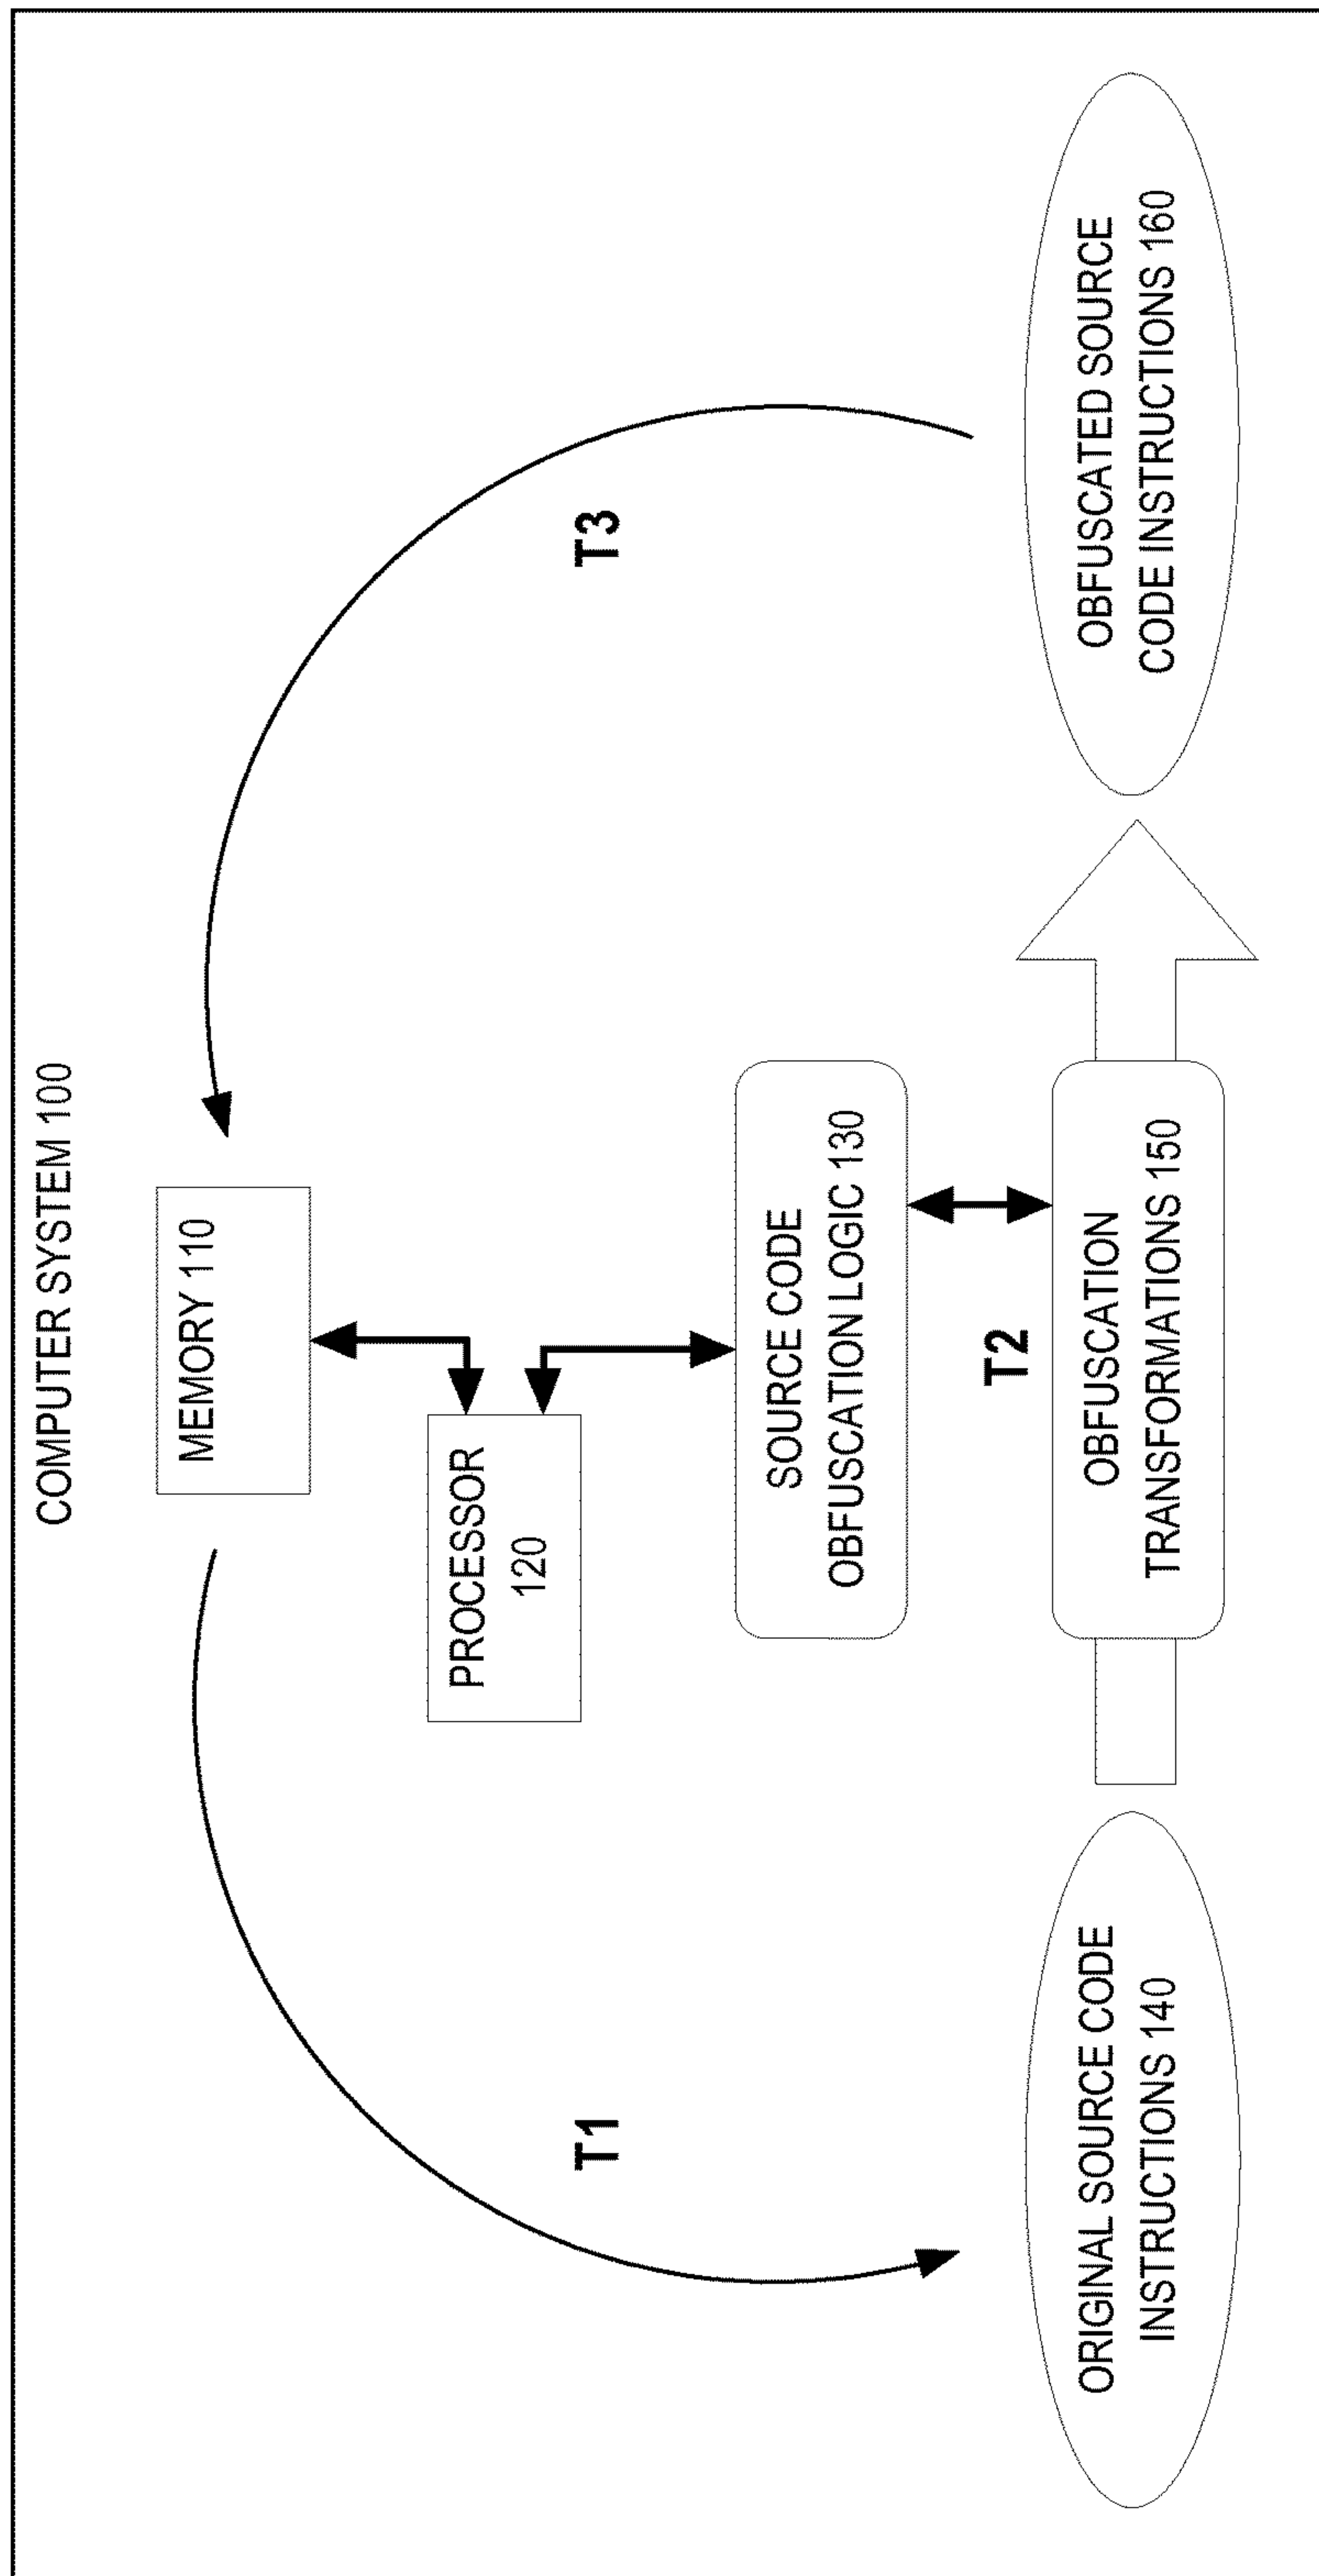 COMPUTER SYSTEM 100
MEMORY 110
PROCESSOR
120
T1
T3
SOURCE CODE
OBFUSCATION LOGIC 130
T2
ORIGINAL SOURCE CODE
INSTRUCTIONS 140
OBFUSCATION
TRANSFORMATIONS 150
OBFUSCATED SOURCE
CODE INSTRUCTIONS 160